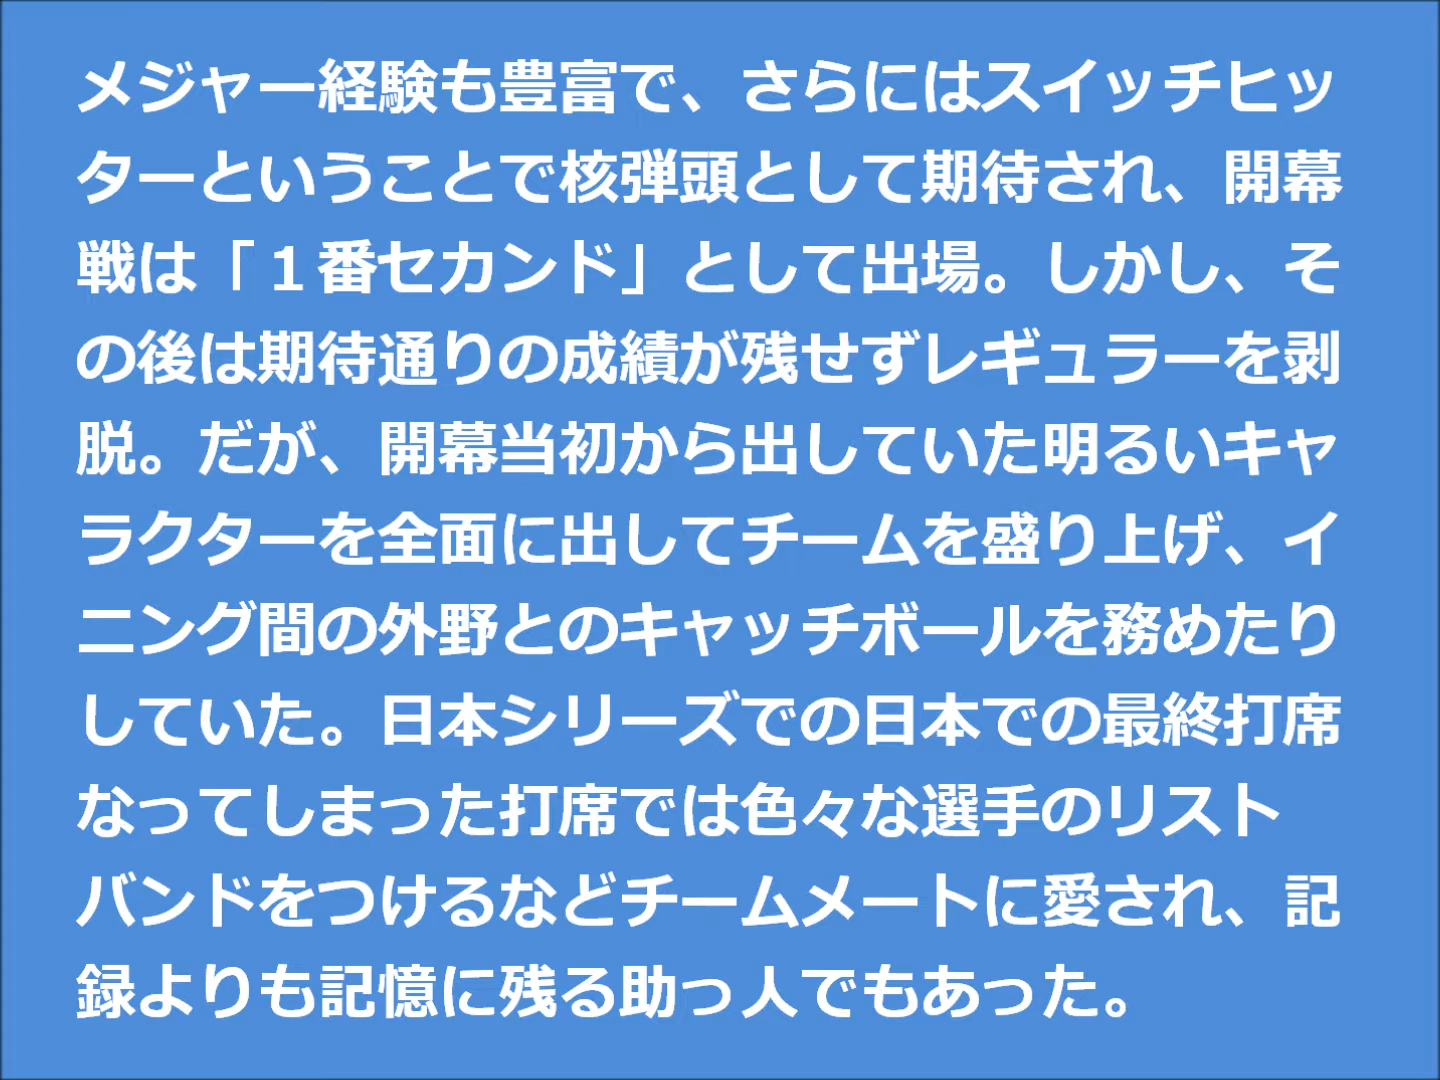 メジャー経験も豊富で、さらにはスイッチヒッ
ターということで核弾頭として期待され、開幕
戦は「１番セカンド」として出場。しかし、そ
の後は期待通りの成績が残せずレギュラーを剥
脱。だが、開幕当初から出していた明るいキャ
ラクターを全面に出してチームを盛り上げ、イ
ニング間の外野とのキャッチボールを務めたり
していた。日本シリーズでの日本での最終打席
なってしまった打席では色々な選手のリスト
バンドをつけるなどチームメートに愛され、記
録よりも記憶に残る助っ人でもあった。